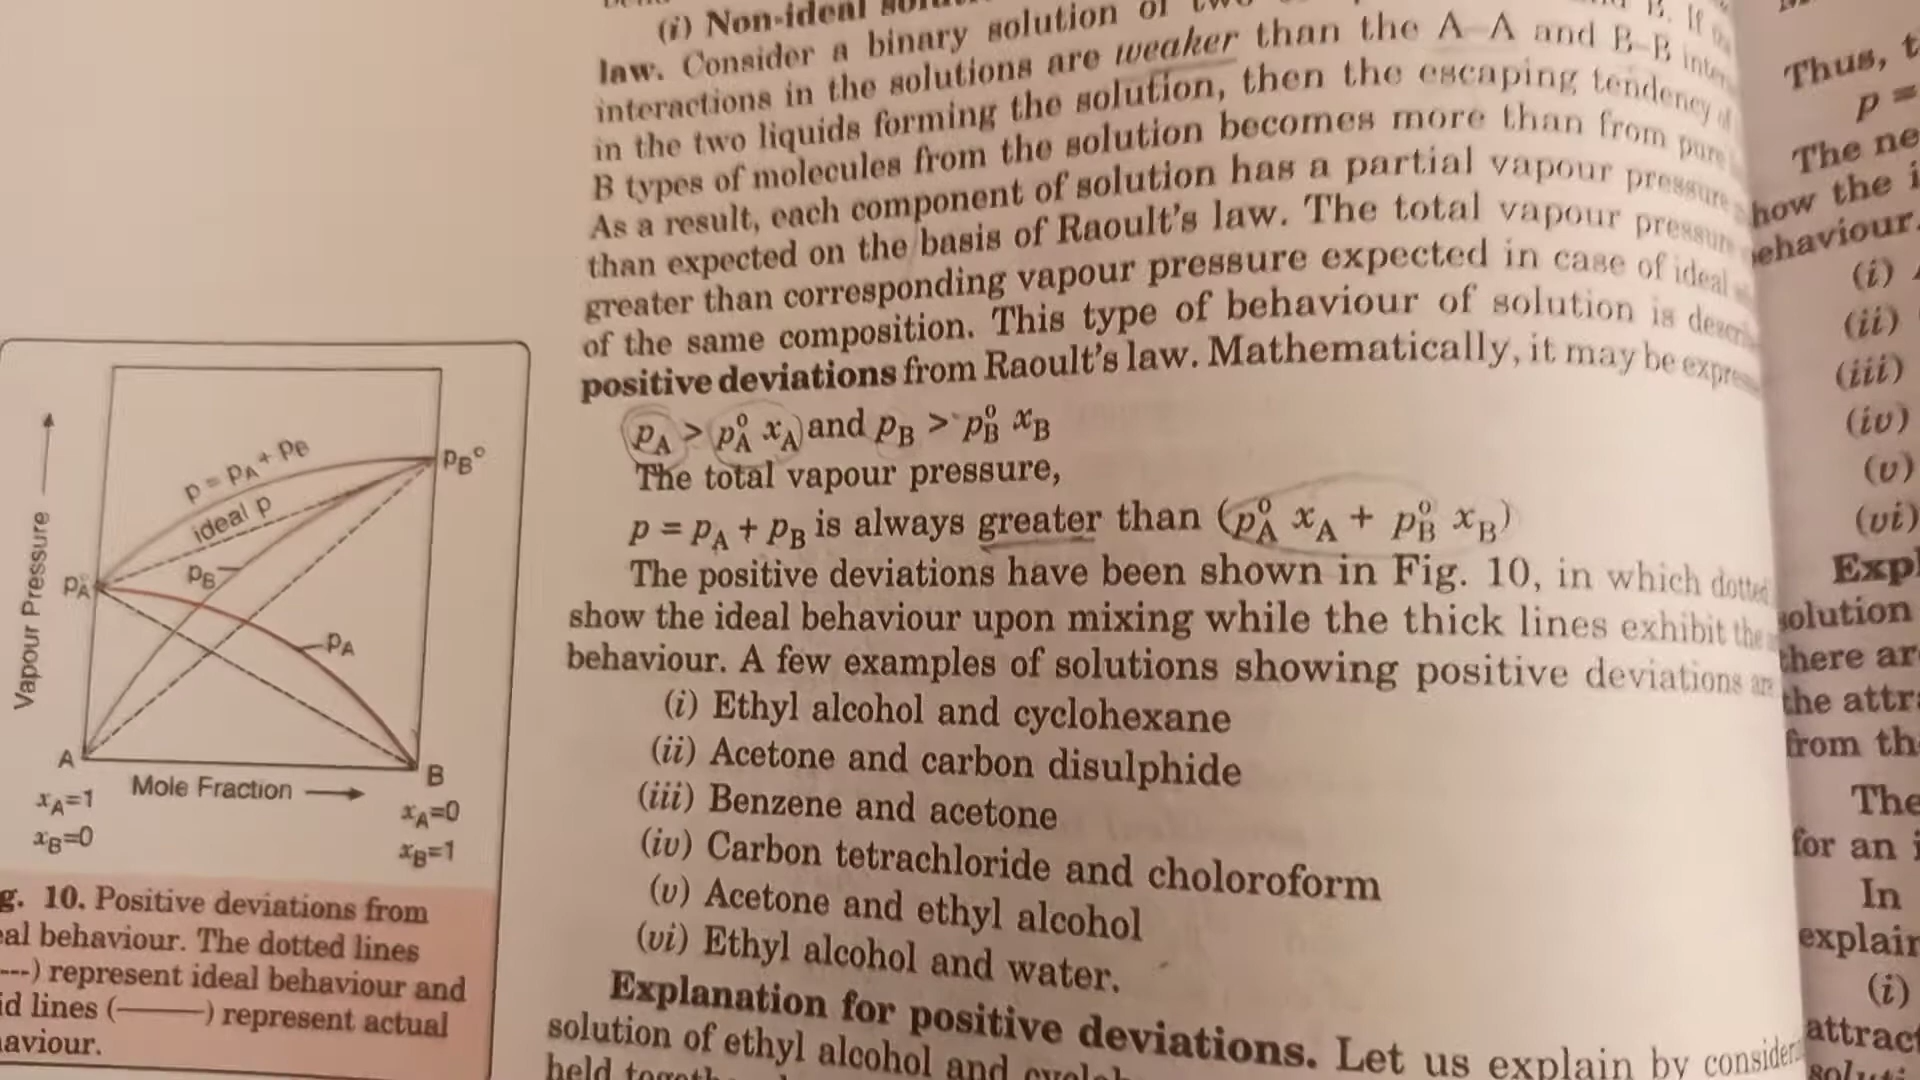 (i) Non-ideal
law. Consider a binary solution of
interactions in the solutions are weaker than the A–A and B–B
in the two liquids forming the solution, then the escaping tendency
B types of molecules from the solution becomes more than from pure
As a result, each component of solution has a partial vapour pressure
than expected on the basis of Raoult's law. The total vapour pressure
greater than corresponding vapour pressure expected in case of ideal
of the same composition. This type of behaviour of solution is
positive deviations from Raoult's law. Mathematically, it may be
pA > p°A xA and pB > p°B xB
The total vapour pressure,
p = pA + pB is always greater than (p°A xA + p°B xB)
The positive deviations have been shown in Fig. 10, in which dotted
show the ideal behaviour upon mixing while the thick lines exhibit the
behaviour. A few examples of solutions showing positive deviations are
(i) Ethyl alcohol and cyclohexane
(ii) Acetone and carbon disulphide
(iii) Benzene and acetone
(iv) Carbon tetrachloride and choloroform
(v) Acetone and ethyl alcohol
(vi) Ethyl alcohol and water.
Explanation for positive deviations. Let us explain by
solution of ethyl alcohol and
held
Vapour Pressure
p = pA + pB
ideal p
pB°
pB
pA°
pA
A
B
Mole Fraction
xA=1
xB=0
xA=0
xB=1
10. Positive deviations from
behaviour. The dotted lines
---) represent ideal behaviour and
lines (———) represent actual
Thus,
p =
The
how the
(i)
(ii)
(iii)
(iv)
(v)
(vi)
solution
there
the
from
The
for an
In
(i)